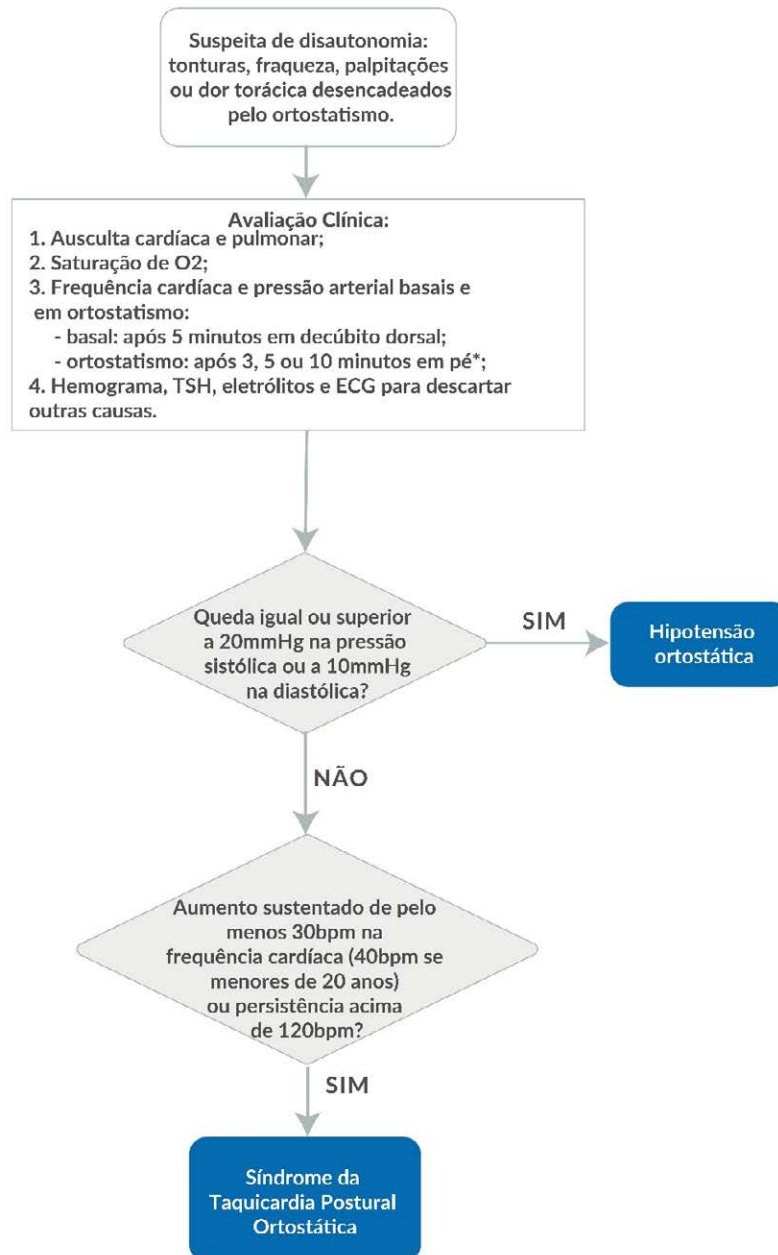 Suspeita de disautonomia:
tonturas, fraqueza, palpitações
ou dor torácica desencadeados
pelo ortostatismo.
Avaliação Clínica:
1. Ausculta cardíaca e pulmonar;
2. Saturação de O2;
3. Frequência cardíaca e pressão arterial basais e
em ortostatismo:
- basal: após 5 minutos em decúbito dorsal;
- ortostatismo: após 3, 5 ou 10 minutos em pé*;
4. Hemograma, TSH, eletrólitos e ECG para descartar
outras causas.
Queda igual ou superior
a 20mmHg na pressão
sistólica ou a 10mmHg
na diastólica?
SIM
Hipotensão
ortostática
NÃO
Aumento sustentado de pelo
menos 30bpm na
frequência cardíaca (40bpm se
menores de 20 anos)
ou persistência acima
de 120bpm?
SIM
Síndrome da
Taquicardia Postural
Ortostática